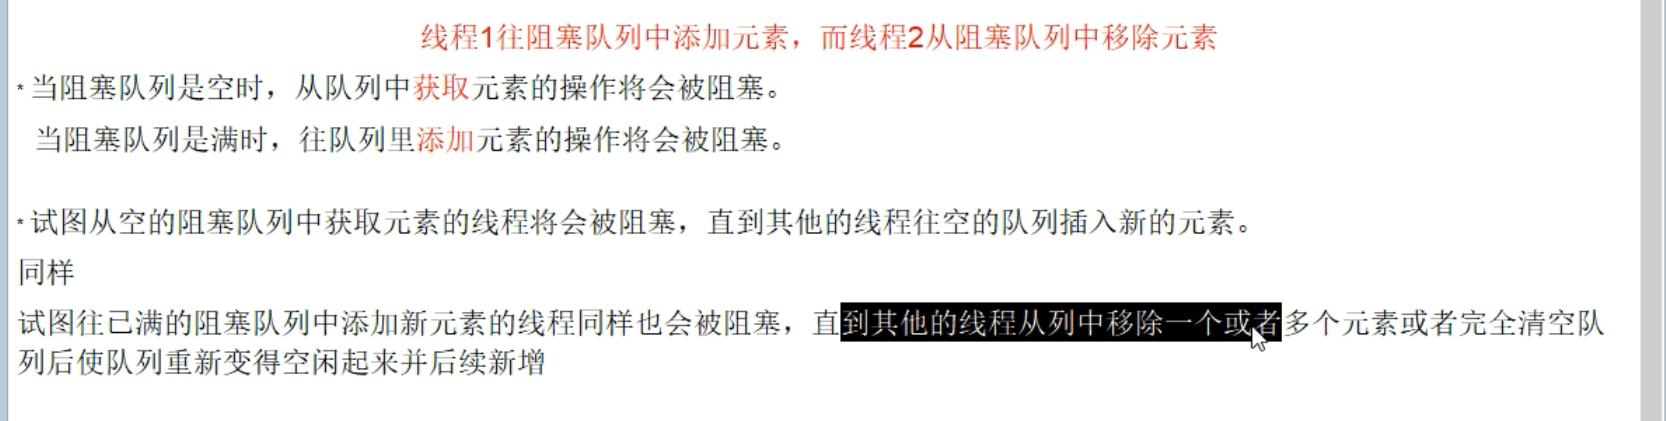 线程1往阻塞队列中添加元素，而线程2从阻塞队列中移除元素
* 当阻塞队列是空时，从队列中获取元素的操作将会被阻塞。
当阻塞队列是满时，往队列里添加元素的操作将会被阻塞。
* 试图从空的阻塞队列中获取元素的线程将会被阻塞，直到其他的线程往空的队列插入新的元素。
同样
试图往已满的阻塞队列中添加新元素的线程同样也会被阻塞，直到其他的线程从列中移除一个或者多个元素或者完全清空队
列后使队列重新变得空闲起来并后续新增